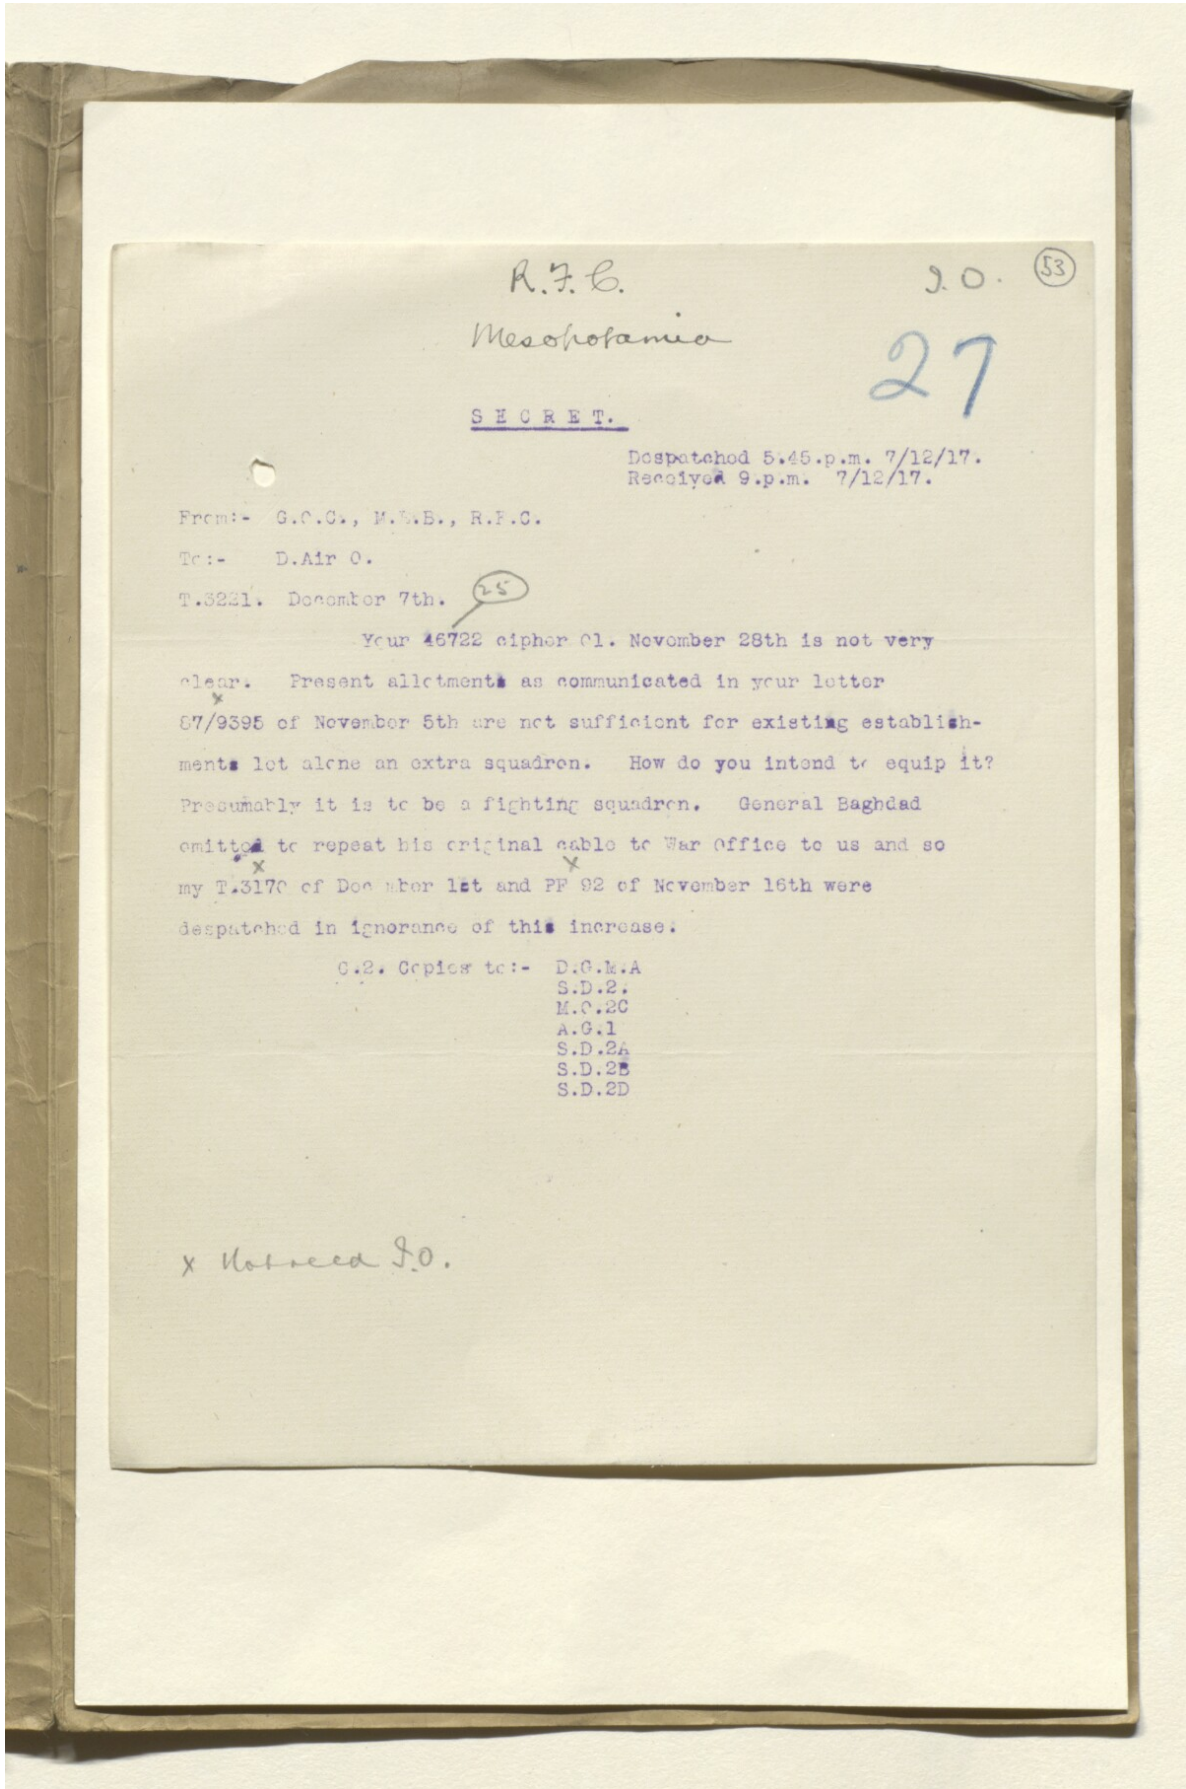 R.F.C.
I.O.
53
Mesopotamia
27
SECRET.
Despatched 5.45.p.m. 7/12/17.
Received 9.p.m. 7/12/17.
From:- G.O.C., M.E.B., R.F.C.
To:- D.Air O.
T.3221. December 7th.
25
Your 46722 cipher O1. November 28th is not very
clear. Present allotments as communicated in your letter
x
87/9395 of November 5th are not sufficient for existing establish-
ments let alone an extra squadron. How do you intend to equip it?
Presumably it is to be a fighting squadron. General Baghdad
omitted to repeat his original cable to War Office to us and so
x x
my T.3170 of December 1st and PF 92 of November 16th were
despatched in ignorance of this increase.
C.2. Copies to:- D.G.M.A
S.D.2.
M.O.2C
A.G.1
S.D.2A
S.D.2B
S.D.2D
x Not recd I.O.